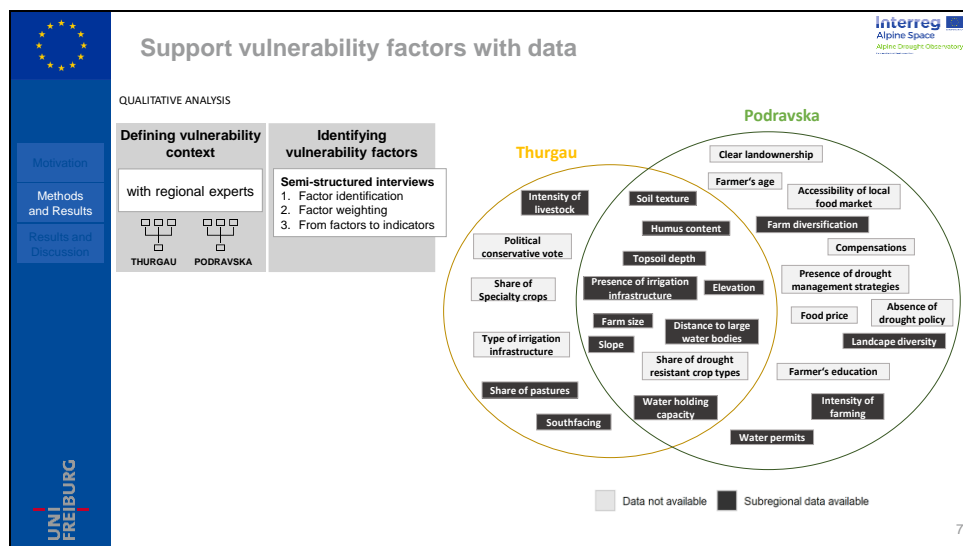 Support vulnerability factors with data
Interreg
Alpine Space
Alpine Drought Observatory
QUALITATIVE ANALYSIS
Defining vulnerability
context
with regional experts
THURGAU
PODRAVSKA
Identifying
vulnerability factors
Semi-structured interviews
1. Factor identification
2. Factor weighting
3. From factors to indicators
Motivation
Methods
and Results
Results and
Discussion
Thurgau
Podravska
Intensity of
livestock
Political
conservative vote
Share of
Specialty crops
Type of irrigation
infrastructure
Share of pastures
Southfacing
Soil texture
Humus content
Topsoil depth
Presence of irrigation
infrastructure
Elevation
Farm size
Distance to large
water bodies
Slope
Share of drought
resistant crop types
Water holding
capacity
Clear landownership
Farmer's age
Accessibility of local
food market
Farm diversification
Compensations
Presence of drought
management strategies
Food price
Absence of
drought policy
Landscape diversity
Farmer's education
Intensity of
farming
Water permits
Data not available
Subregional data available
UNI
FREIBURG
7